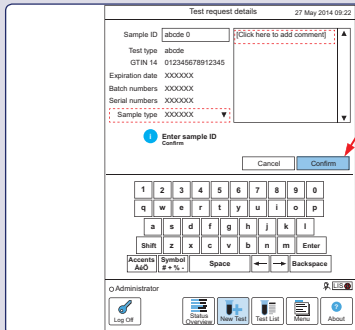 Test request details 27 May 2014 09:22
Sample ID abcde 0 [Click here to add comment]
Test type abcde
GTIN 14 012345678912345
Expiration date XXXXXX
Batch numbers XXXXXX
Serial numbers XXXXXX
Sample type XXXXXX
i Enter sample ID
Confirm
Cancel Confirm
1 2 3 4 5 6 7 8 9 0
q w e r t y u i o p
a s d f g h j k l
Shift z x c v b n m Enter
Accents Symbol Space Backspace
ÄéÖ # + % -
Administrator LIS
Log Off Status Overview New Test Test List Menu ? About